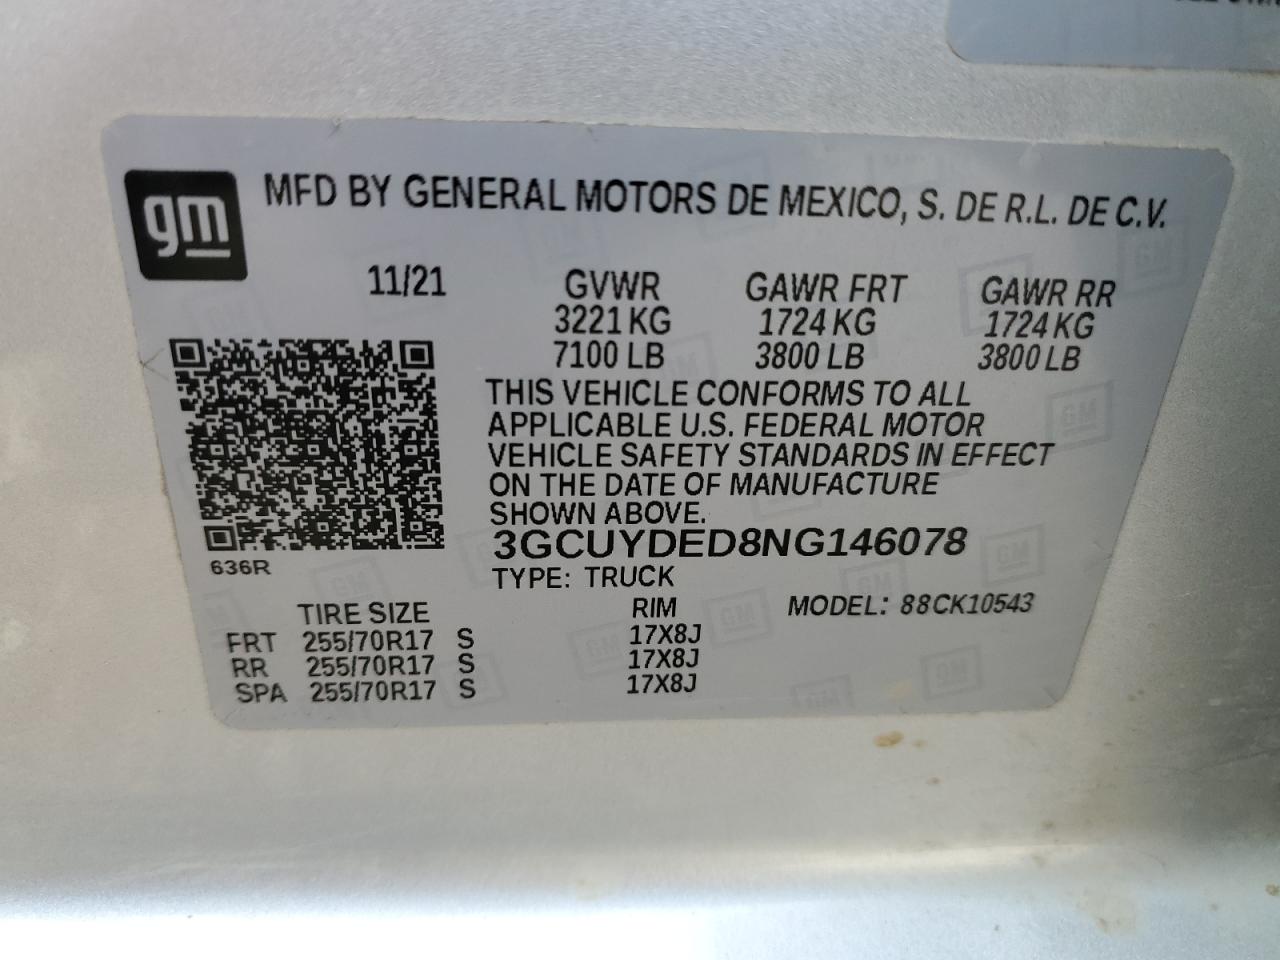 gm
MFD BY GENERAL MOTORS DE MEXICO, S. DE R.L. DE C.V.
11/21 GVWR GAWR FRT GAWR RR
3221 KG 1724 KG 1724 KG
7100 LB 3800 LB 3800 LB
THIS VEHICLE CONFORMS TO ALL
APPLICABLE U.S. FEDERAL MOTOR
VEHICLE SAFETY STANDARDS IN EFFECT
ON THE DATE OF MANUFACTURE
SHOWN ABOVE.
3GCUYDED8NG146078
636R
TYPE: TRUCK
TIRE SIZE RIM MODEL: 88CK10543
FRT 255/70R17 S 17X8J
RR 255/70R17 S 17X8J
SPA 255/70R17 S 17X8J